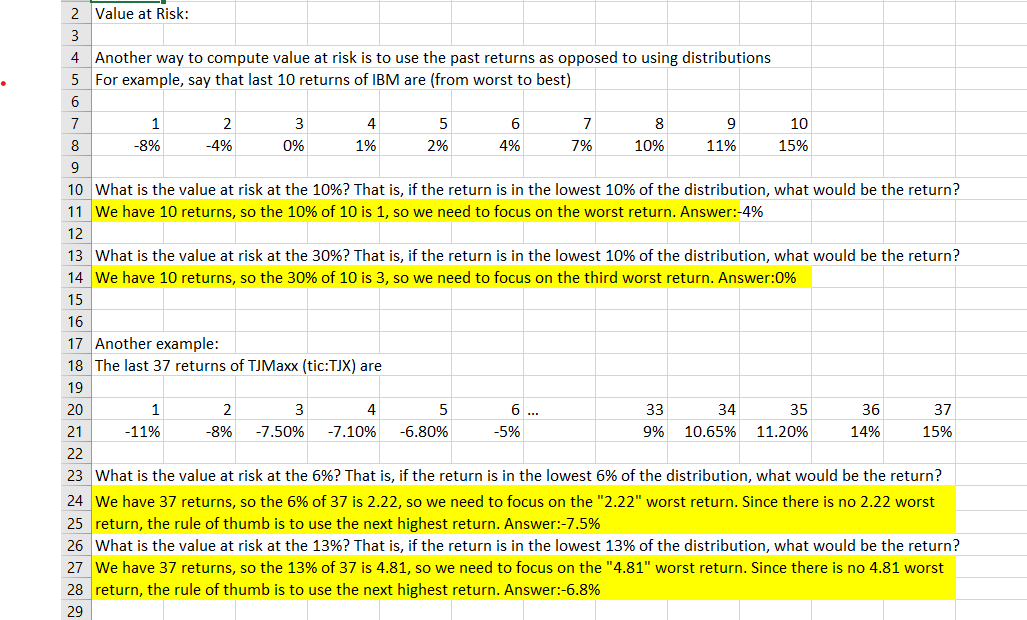 2 Value at Risk:
3
4 Another way to compute value at risk is to use the past returns as opposed to using distributions
5 For example, say that last 10 returns of IBM are (from worst to best)
6
7 1 2 3 4 5 6 7 8 9 10
8 -8% -4% 0% 1% 2% 4% 7% 10% 11% 15%
9
10 What is the value at risk at the 10%? That is, if the return is in the lowest 10% of the distribution, what would be the return?
11 We have 10 returns, so the 10% of 10 is 1, so we need to focus on the worst return. Answer:-4%
12
13 What is the value at risk at the 30%? That is, if the return is in the lowest 10% of the distribution, what would be the return?
14 We have 10 returns, so the 30% of 10 is 3, so we need to focus on the third worst return. Answer:0%
15
16
17 Another example:
18 The last 37 returns of TJMaxx (tic:TJX) are
19
20 1 2 3 4 5 6 ... 33 34 35 36 37
21 -11% -8% -7.50% -7.10% -6.80% -5% 9% 10.65% 11.20% 14% 15%
22
23 What is the value at risk at the 6%? That is, if the return is in the lowest 6% of the distribution, what would be the return?
24 We have 37 returns, so the 6% of 37 is 2.22, so we need to focus on the "2.22" worst return. Since there is no 2.22 worst
25 return, the rule of thumb is to use the next highest return. Answer:-7.5%
26 What is the value at risk at the 13%? That is, if the return is in the lowest 13% of the distribution, what would be the return?
27 We have 37 returns, so the 13% of 37 is 4.81, so we need to focus on the "4.81" worst return. Since there is no 4.81 worst
28 return, the rule of thumb is to use the next highest return. Answer:-6.8%
29